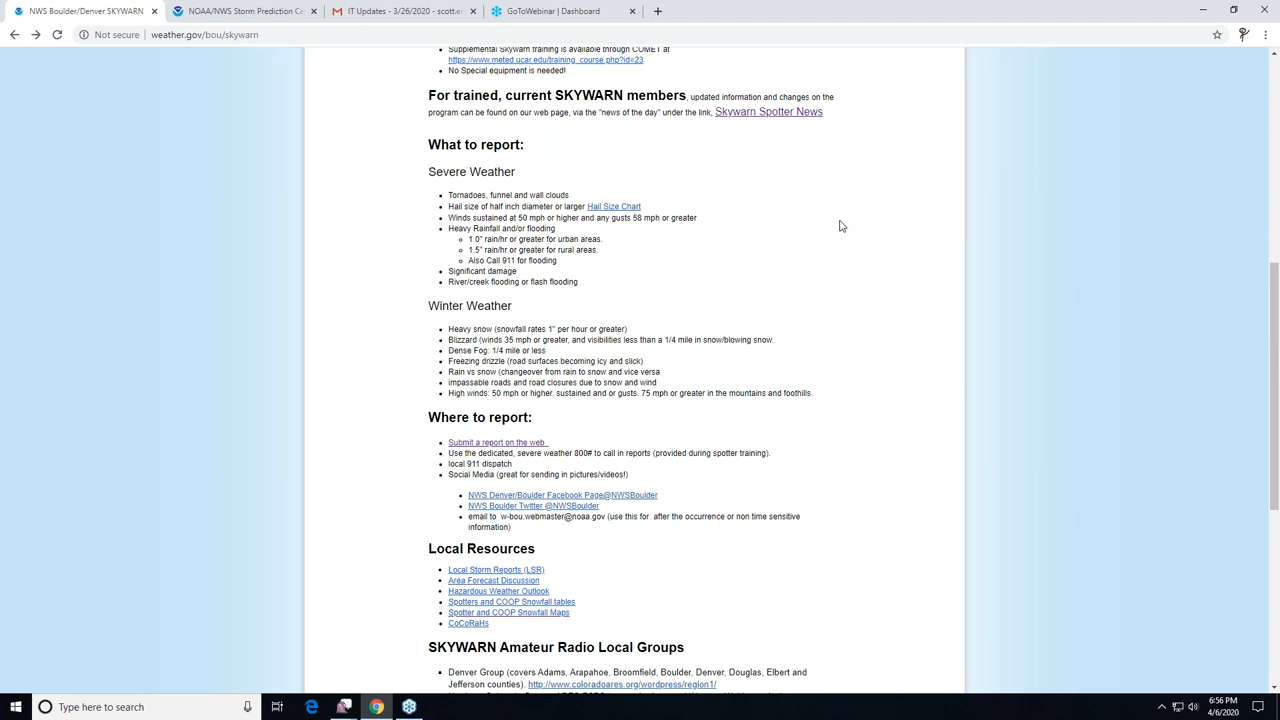 NWS Boulder/Denver SKYWARN
NOAA/NWS Storm Prediction Ce
IT Updates - 3/26/2020 - scott.e
GoToWebinar | Dashboard
Not secure | weather.gov/bou/skywarn
Supplemental Skywarn training is available through COMET at
https://www.meted.ucar.edu/training_course.php?id=23
No Special equipment is needed!
For trained, current SKYWARN members, updated information and changes on the
program can be found on our web page, via the "news of the day" under the link, Skywarn Spotter News
What to report:
Severe Weather
Tornadoes, funnel and wall clouds
Hail size of half inch diameter or larger Hail Size Chart
Winds sustained at 50 mph or higher and any gusts 58 mph or greater
Heavy Rainfall and/or flooding
1.0" rain/hr or greater for urban areas.
1.5" rain/hr or greater for rural areas.
Also Call 911 for flooding
Significant damage
River/creek flooding or flash flooding
Winter Weather
Heavy snow (snowfall rates 1" per hour or greater)
Blizzard (winds 35 mph or greater, and visibilities less than a 1/4 mile in snow/blowing snow.
Dense Fog: 1/4 mile or less
Freezing drizzle (road surfaces becoming icy and slick)
Rain vs snow (changeover from rain to snow and vice versa
impassable roads and road closures due to snow and wind
High winds: 50 mph or higher. sustained and or gusts. 75 mph or greater in the mountains and foothills.
Where to report:
Submit a report on the web
Use the dedicated, severe weather 800# to call in reports (provided during spotter training).
local 911 dispatch
Social Media (great for sending in pictures/videos!)
NWS Denver/Boulder Facebook Page@NWSBoulder
NWS Boulder Twitter @NWSBoulder
email to w-bou.webmaster@noaa.gov (use this for after the occurrence or non time sensitive
information)
Local Resources
Local Storm Reports (LSR)
Area Forecast Discussion
Hazardous Weather Outlook
Spotters and COOP Snowfall tables
Spotter and COOP Snowfall Maps
CoCoRaHs
SKYWARN Amateur Radio Local Groups
Denver Group (covers Adams, Arapahoe, Broomfield, Boulder, Denver, Douglas, Elbert and
Jefferson counties). http://www.coloradoares.org/wordpress/region1/
Type here to search
6:56 PM
4/6/2020